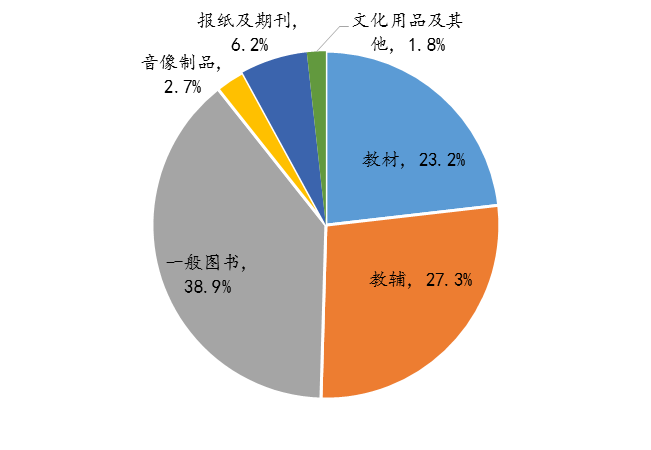 报纸及期刊,
6.2%
文化用品及其
他, 1.8%
音像制品,
2.7%
教材, 23.2%
一般图书,
38.9%
教辅, 27.3%